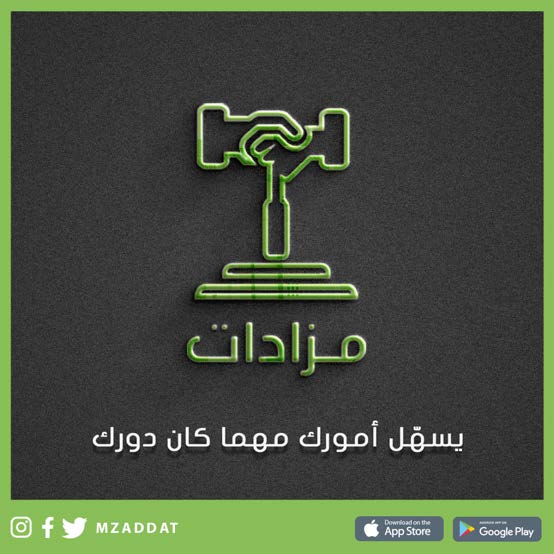 مزادات
يسهّل أمورك مهما كان دورك
MZADDAT
Download on the
App Store
ANDROID APP ON
Google Play